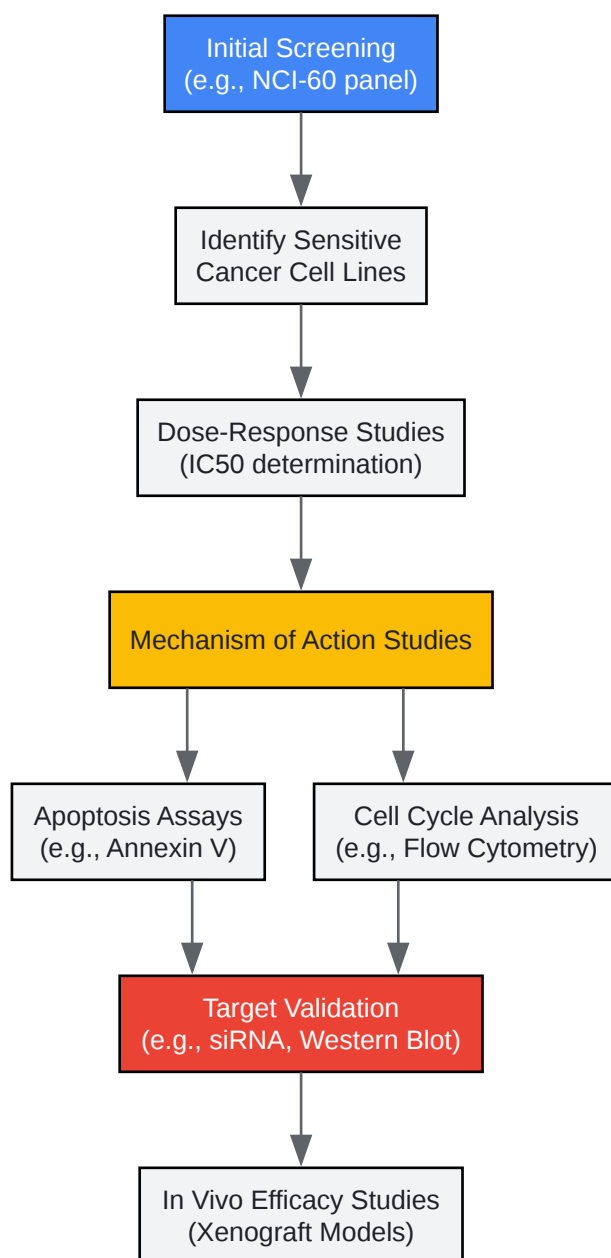 Initial Screening
(e.g., NCI-60 panel)
Identify Sensitive
Cancer Cell Lines
Dose-Response Studies
(IC50 determination)
Mechanism of Action Studies
Apoptosis Assays
(e.g., Annexin V)
Cell Cycle Analysis
(e.g., Flow Cytometry)
Target Validation
(e.g., siRNA, Western Blot)
In Vivo Efficacy Studies
(Xenograft Models)